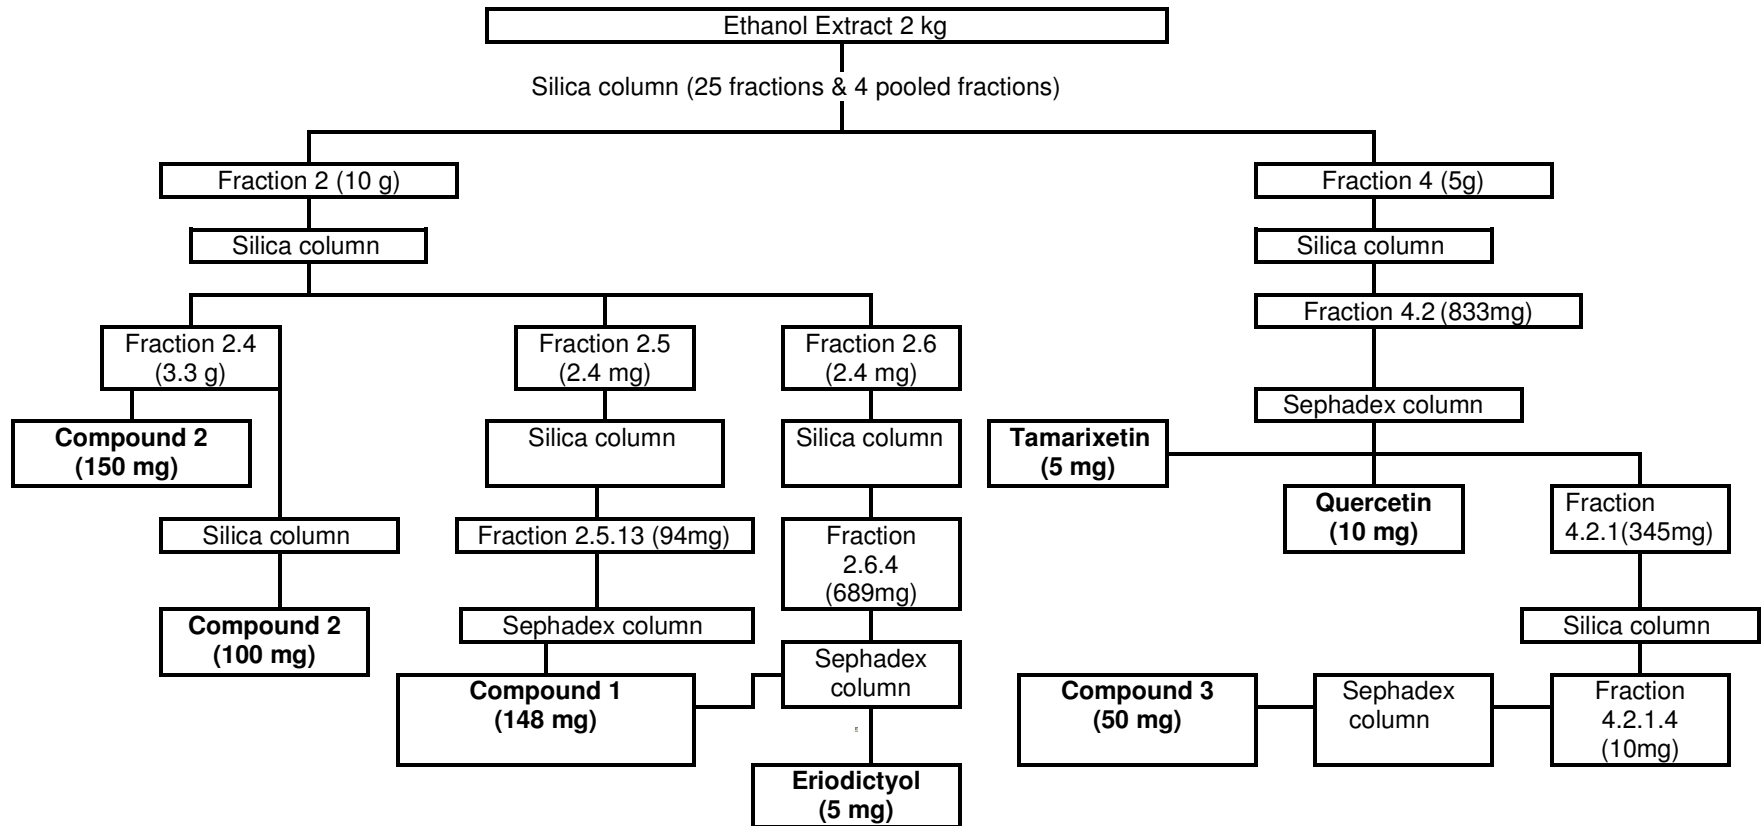 Ethanol Extract 2 kg
Silica column (25 fractions & 4 pooled fractions)
Fraction 2 (10 g)
Fraction 4 (5g)
Silica column
Silica column
Fraction 4.2 (833mg)
Fraction 2.4
(3.3 g)
Fraction 2.5
(2.4 mg)
Fraction 2.6
(2.4 mg)
Sephadex column
Compound 2
(150 mg)
Silica column
Silica column
Tamarixetin
(5 mg)
Quercetin
(10 mg)
Fraction
4.2.1(345mg)
Silica column
Fraction 2.5.13 (94mg)
Fraction
2.6.4
(689mg)
Compound 2
(100 mg)
Sephadex column
Silica column
Sephadex
column
Compound 1
(148 mg)
Compound 3
(50 mg)
Sephadex
column
Fraction
4.2.1.4
(10mg)
Eriodictyol
(5 mg)